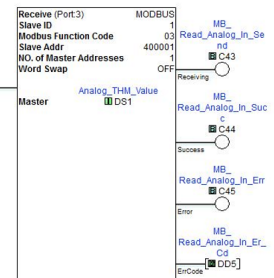 Receive (Port:3) MODBUS
Slave ID 1
Modbus Function Code 03
Slave Addr 400001
NO. of Master Addresses 1
Word Swap OFF
Analog_THM_Value
Master DS1
MB_
Read_Analog_In_Se
nd
C43
Receiving
MB_
Read_Analog_In_Suc
c
C44
Success
MB_
Read_Analog_In_Err
C45
Error
MB_
Read_Analog_In_Er_
Cd
DD5
ErrCode